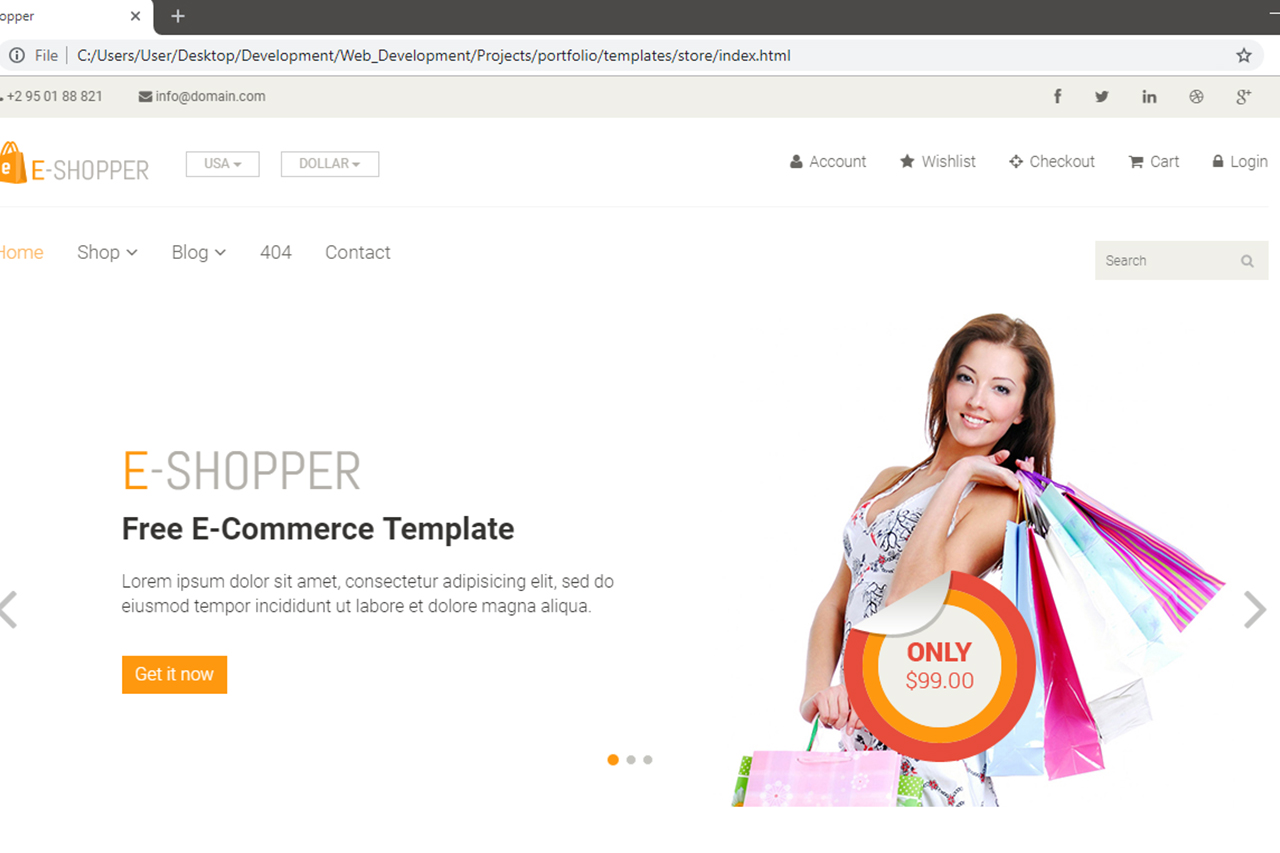 opper
File C:/Users/User/Desktop/Development/Web_Development/Projects/portfolio/templates/store/index.html
+2 95 01 88 821 info@domain.com
E-SHOPPER USA DOLLAR Account Wishlist Checkout Cart Login
Home Shop Blog 404 Contact
Search
E-SHOPPER
Free E-Commerce Template
Lorem ipsum dolor sit amet, consectetur adipisicing elit, sed do
eiusmod tempor incididunt ut labore et dolore magna aliqua.
Get it now
ONLY
$99.00